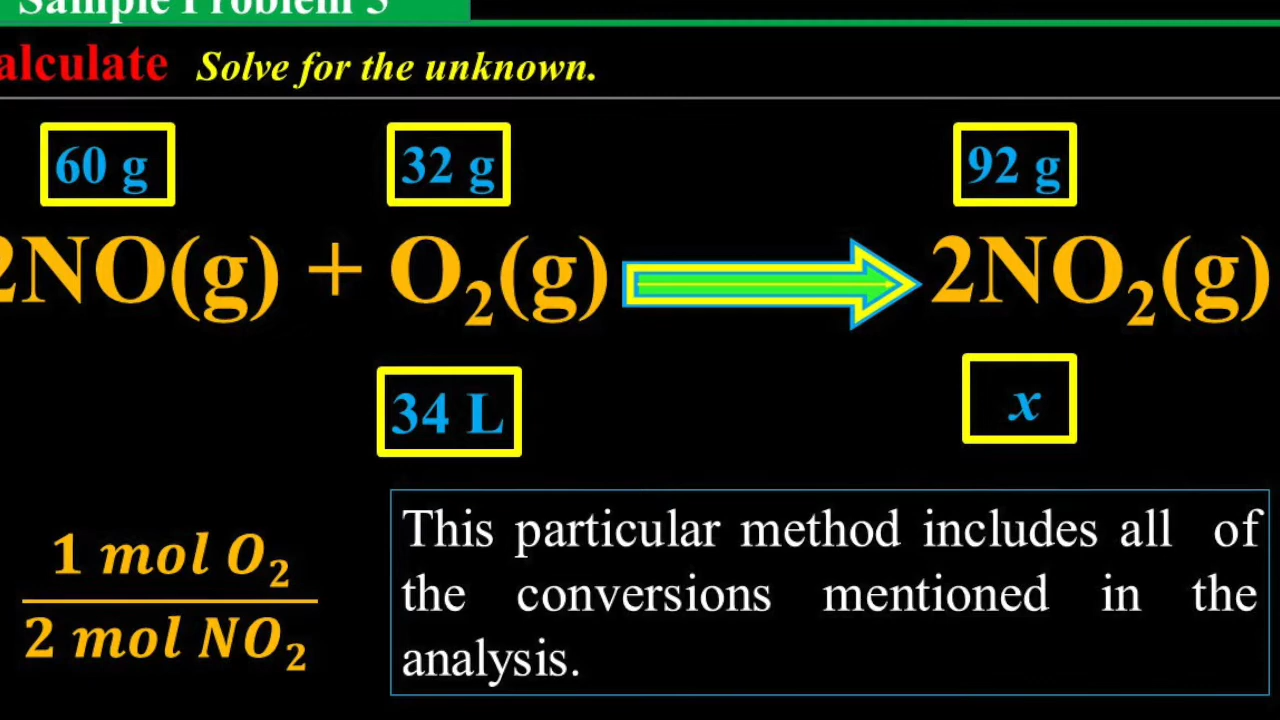 Sample Problem 5
alculate Solve for the unknown.
60 g 32 g 92 g
2NO(g) + O₂(g) 2NO₂(g)
34 L x
1 mol O₂
2 mol NO₂
This particular method includes all of
the conversions mentioned in the
analysis.